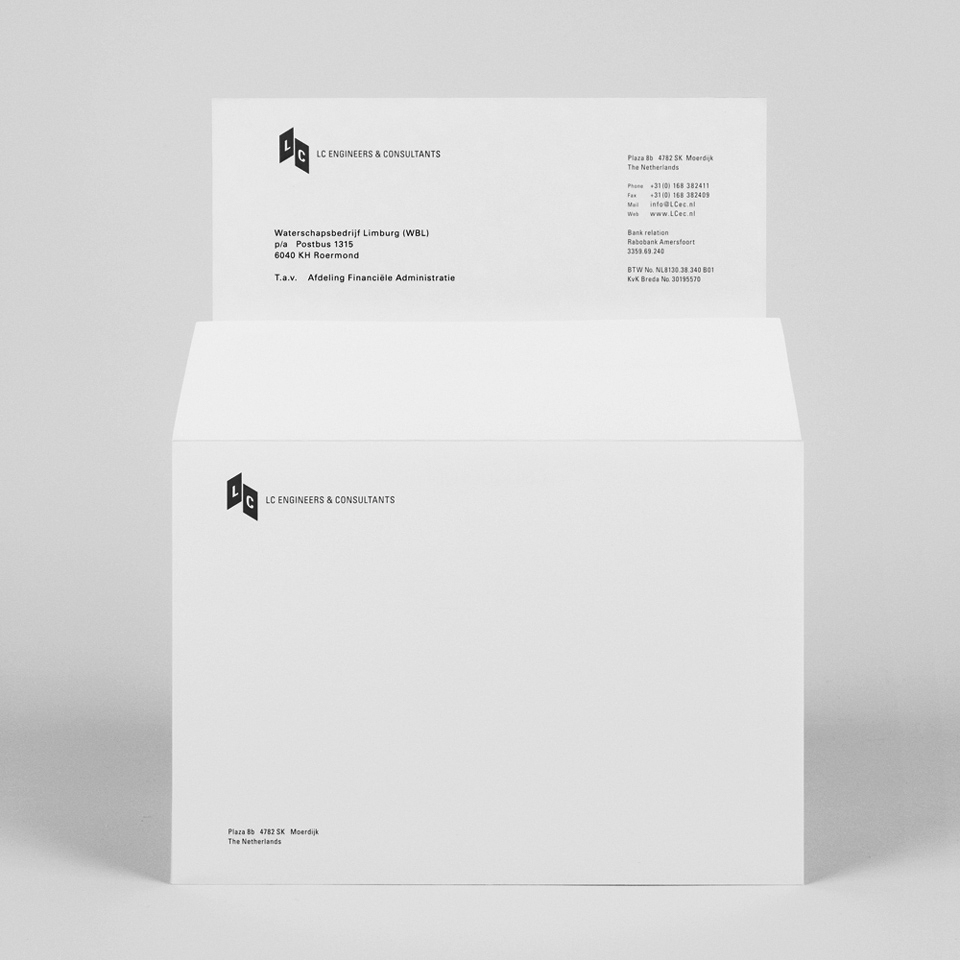 LC
LC ENGINEERS & CONSULTANTS
Waterschapsbedrijf Limburg (WBL)
p/a Postbus 1315
6040 KH Roermond
T.a.v. Afdeling Financiële Administratie
Plaza 8b 4782 SK Moerdijk
The Netherlands
Phone +31(0) 168 382411
Fax +31(0) 168 382409
Mail info@LCec.nl
Web www.LCec.nl
Bank relation
Rabobank Amersfoort
3359.69.240
BTW No. NL8130.38.340 B01
KvK Breda No. 30195570
LC
LC ENGINEERS & CONSULTANTS
Plaza 8b 4782 SK Moerdijk
The Netherlands